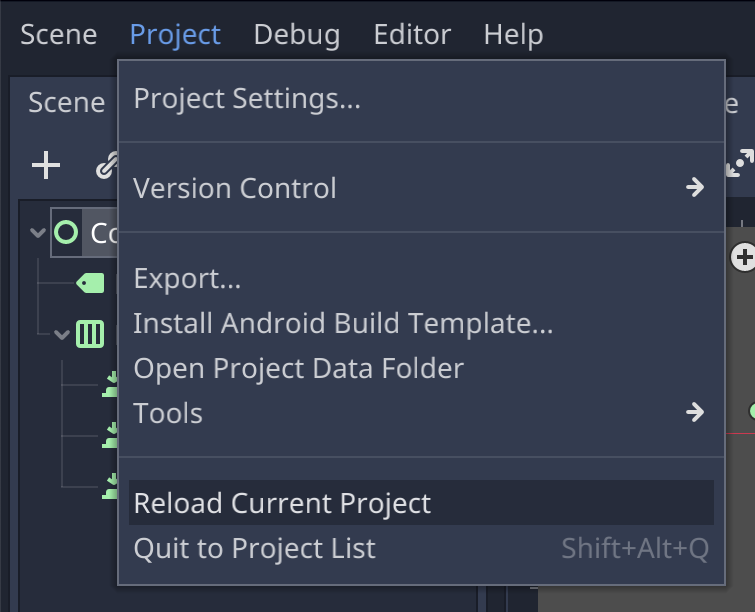 Scene Project Debug Editor Help
Scene
Project Settings...
Version Control
Export...
Install Android Build Template...
Open Project Data Folder
Tools
Reload Current Project
Quit to Project List Shift+Alt+Q